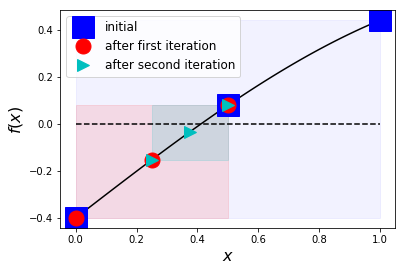 initial
after first iteration
after second iteration
0.4
0.2
0.0
−0.2
−0.4
f(x)
0.0 0.2 0.4 0.6 0.8 1.0
x